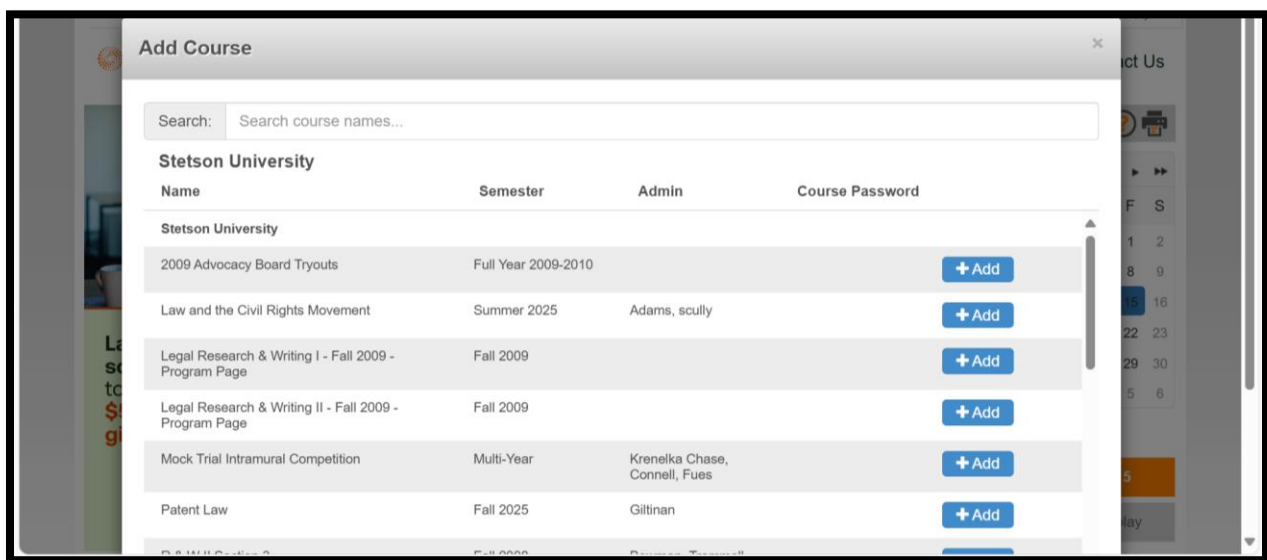 Add Course ×
Us
Search: Search course names...
Stetson University
Name Semester Admin Course Password
F S
Stetson University
1 2
2009 Advocacy Board Tryouts Full Year 2009-2010 + Add
8 9
Law and the Civil Rights Movement Summer 2025 Adams, scully + Add
15 16
Legal Research & Writing I - Fall 2009 - Fall 2009 + Add
Program Page
22 23
29 30
Legal Research & Writing II - Fall 2009 - Fall 2009 + Add
Program Page
5 6
Mock Trial Intramural Competition Multi-Year Krenelka Chase, + Add
Connell, Fues
5
Patent Law Fall 2025 Giltinan + Add